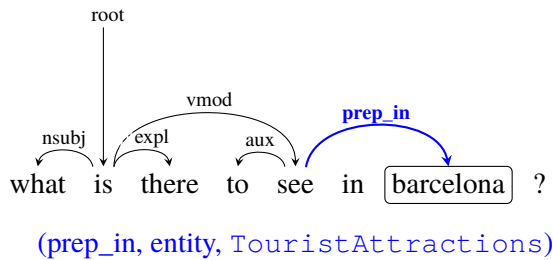 root
vmod
prep_in
nsubj
expl
aux
what is there to see in barcelona ?
(prep_in, entity, TouristAttractions)